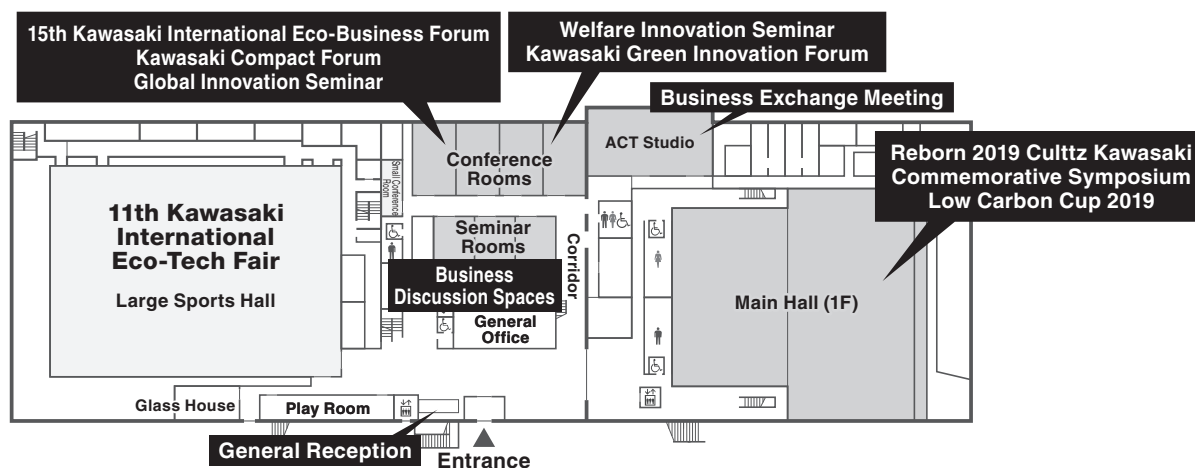 15th Kawasaki International Eco-Business Forum
Kawasaki Compact Forum
Global Innovation Seminar
Welfare Innovation Seminar
Kawasaki Green Innovation Forum
Business Exchange Meeting
ACT Studio
Reborn 2019 Culttz Kawasaki
Commemorative Symposium
Low Carbon Cup 2019
Conference
Rooms
Small Conference
Room
11th Kawasaki
International
Eco-Tech Fair
Large Sports Hall
Seminar
Rooms
Business
Discussion Spaces
Corridor
General
Office
Main Hall (1F)
Glass House
Play Room
General Reception
Entrance